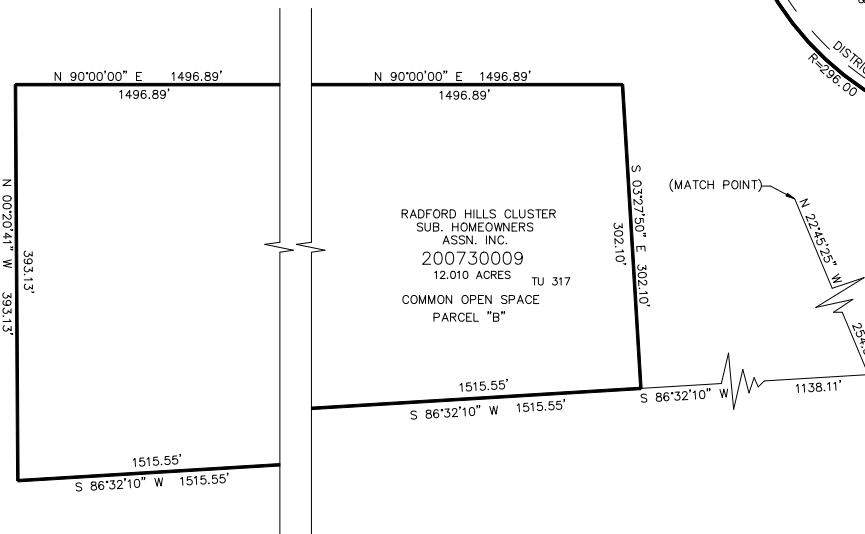 N 90°00'00" E 1496.89'
1496.89'
N 90°00'00" E 1496.89'
1496.89'
DISTRIC
R=296.00
N 00°20'41" W 393.13'
393.13'
RADFORD HILLS CLUSTER
SUB. HOMEOWNERS
ASSN. INC.
200730009
12.010 ACRES
TU 317
COMMON OPEN SPACE
PARCEL "B"
302.10'
S 03°27'50" E 302.10'
(MATCH POINT)
N 22°45'25" W
254.
1515.55'
S 86°32'10" W 1515.55'
S 86°32'10" W
1138.11'
1515.55'
S 86°32'10" W 1515.55'